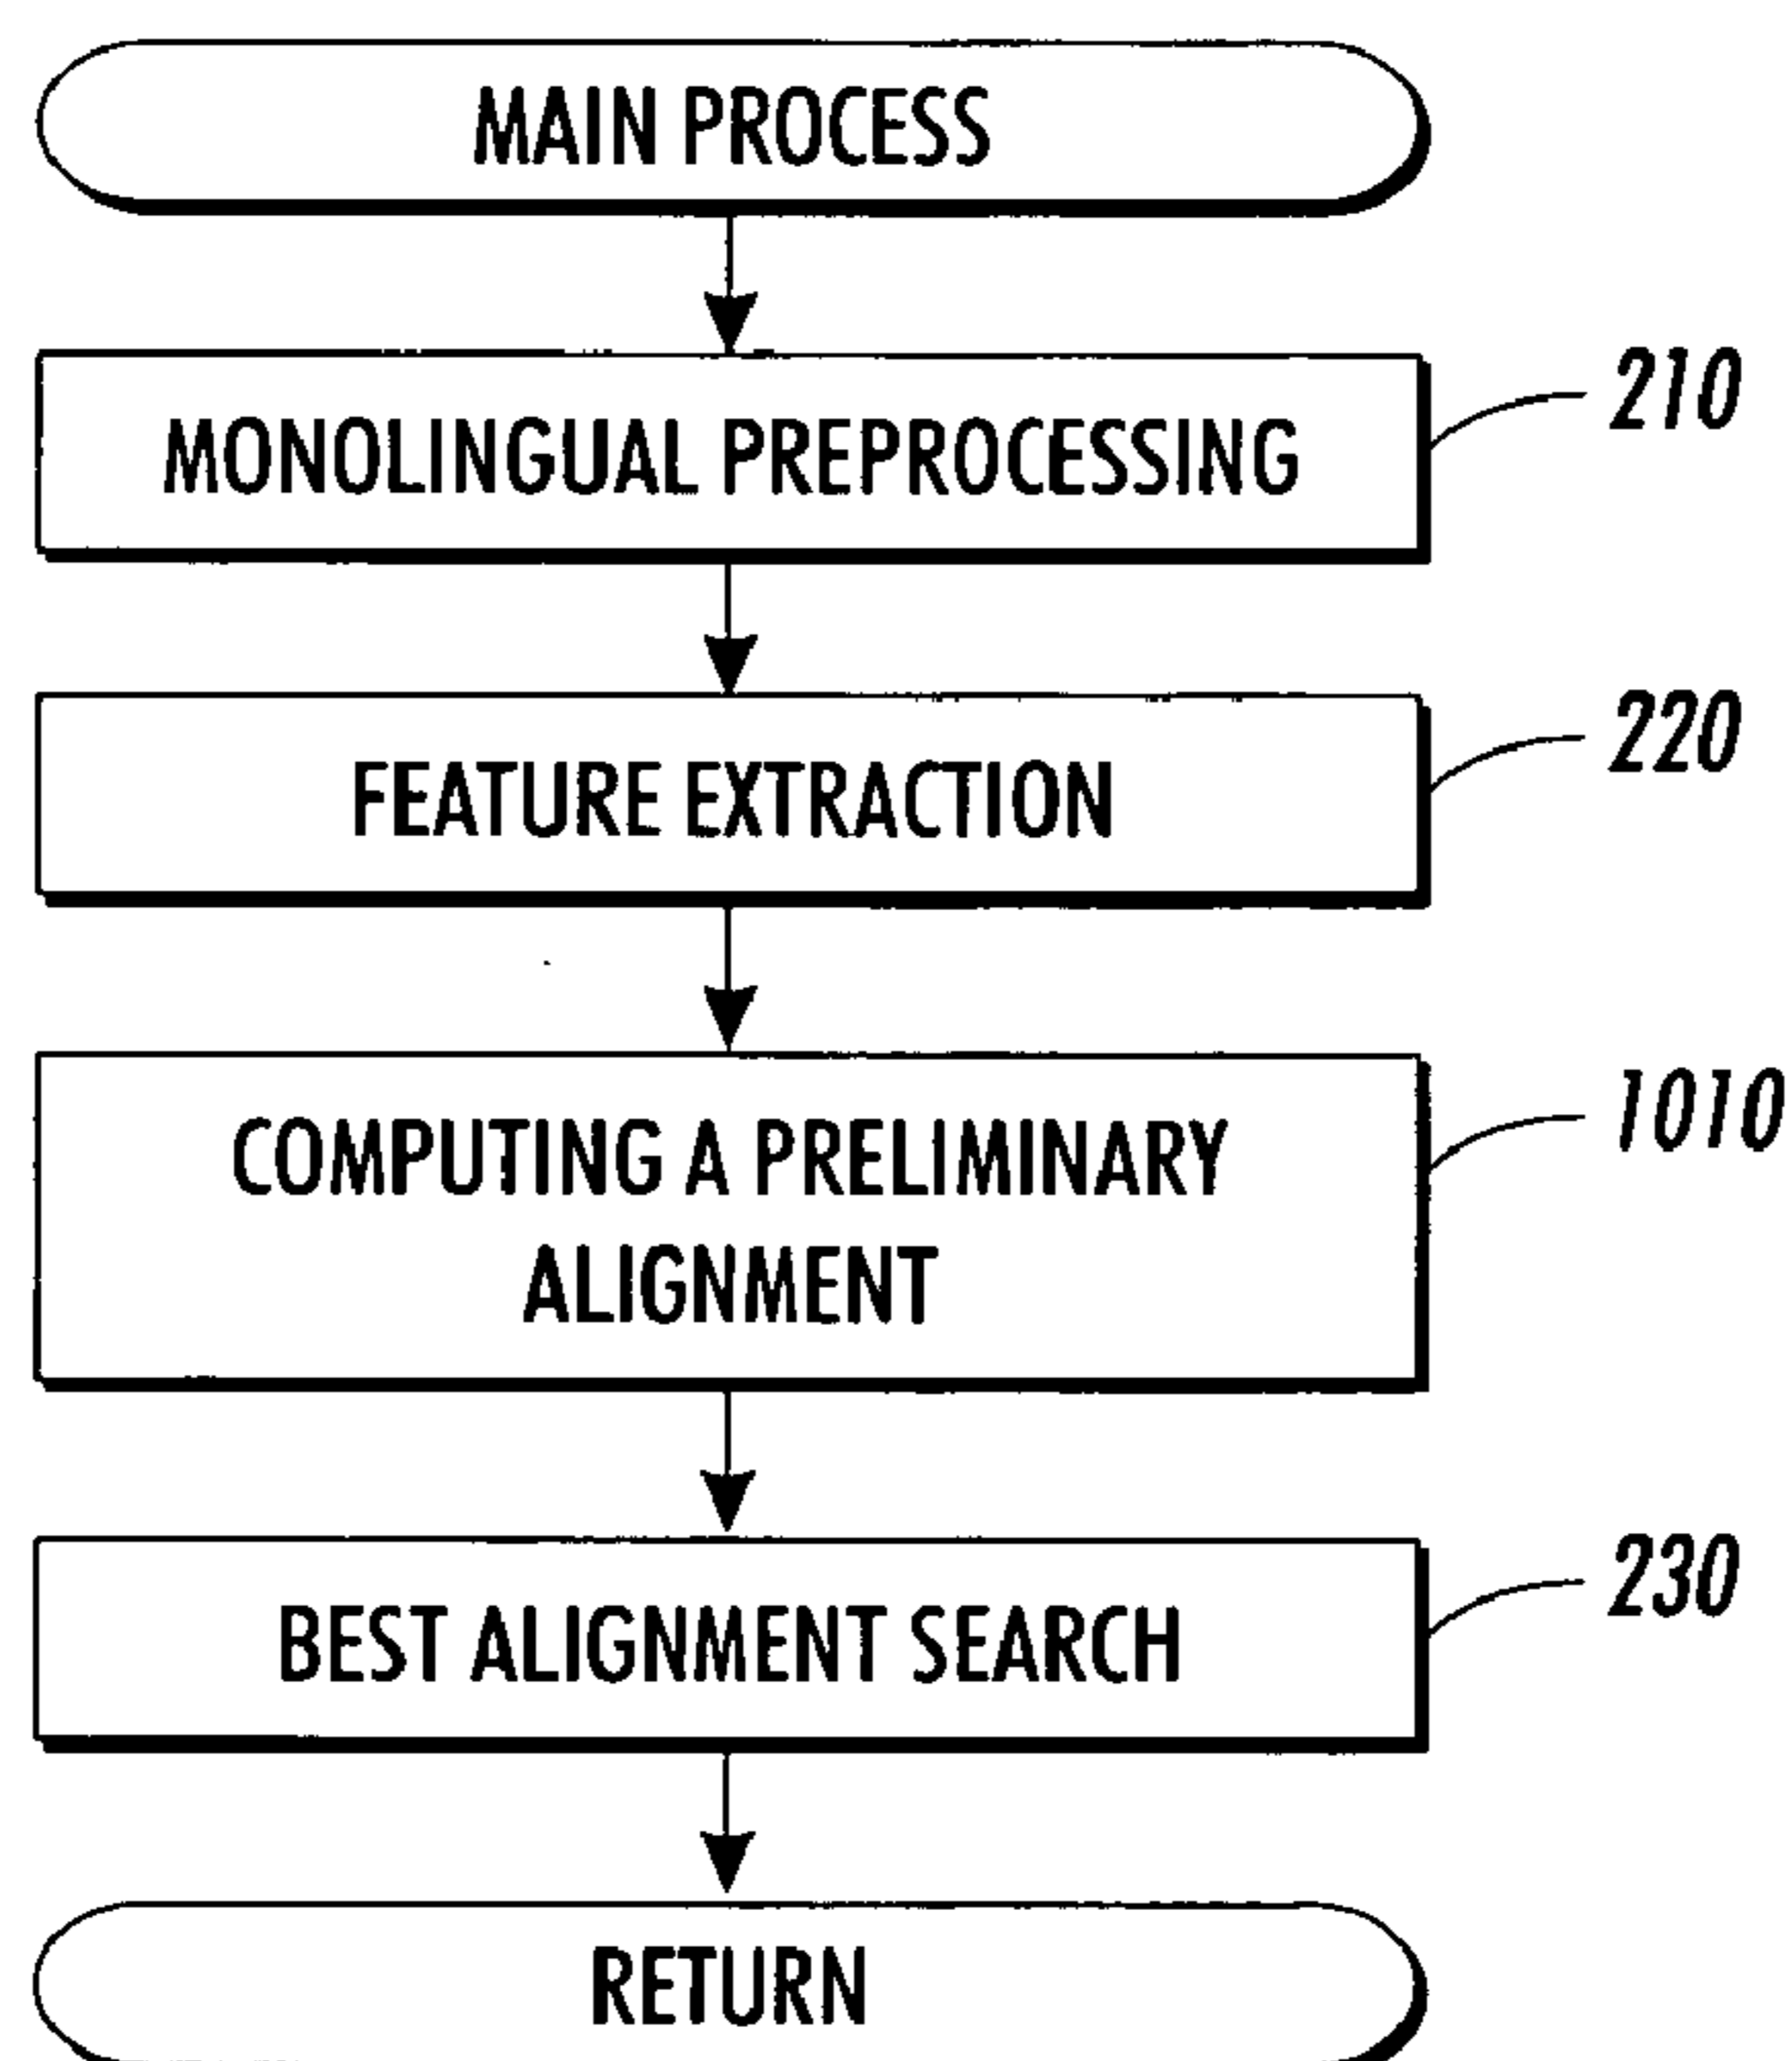 MAIN PROCESS
MONOLINGUAL PREPROCESSING
210
FEATURE EXTRACTION
220
COMPUTING A PRELIMINARY
ALIGNMENT
1010
BEST ALIGNMENT SEARCH
230
RETURN